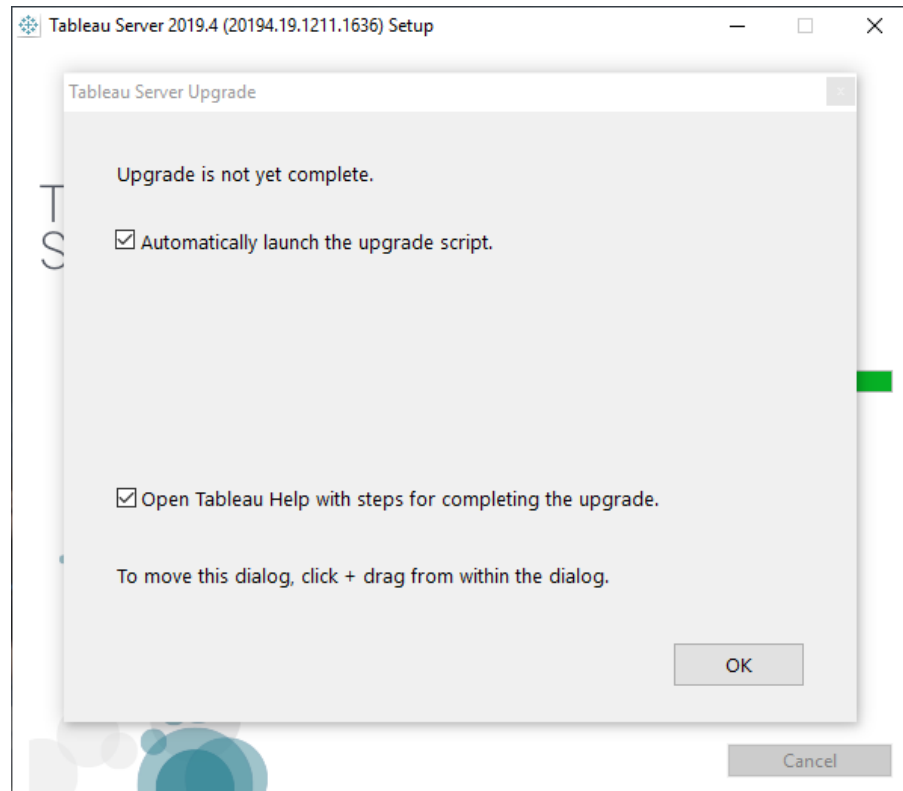 Tableau Server 2019.4 (20194.19.1211.1636) Setup
Tableau Server Upgrade
Upgrade is not yet complete.
T
S
Automatically launch the upgrade script.
Open Tableau Help with steps for completing the upgrade.
To move this dialog, click + drag from within the dialog.
OK
Cancel